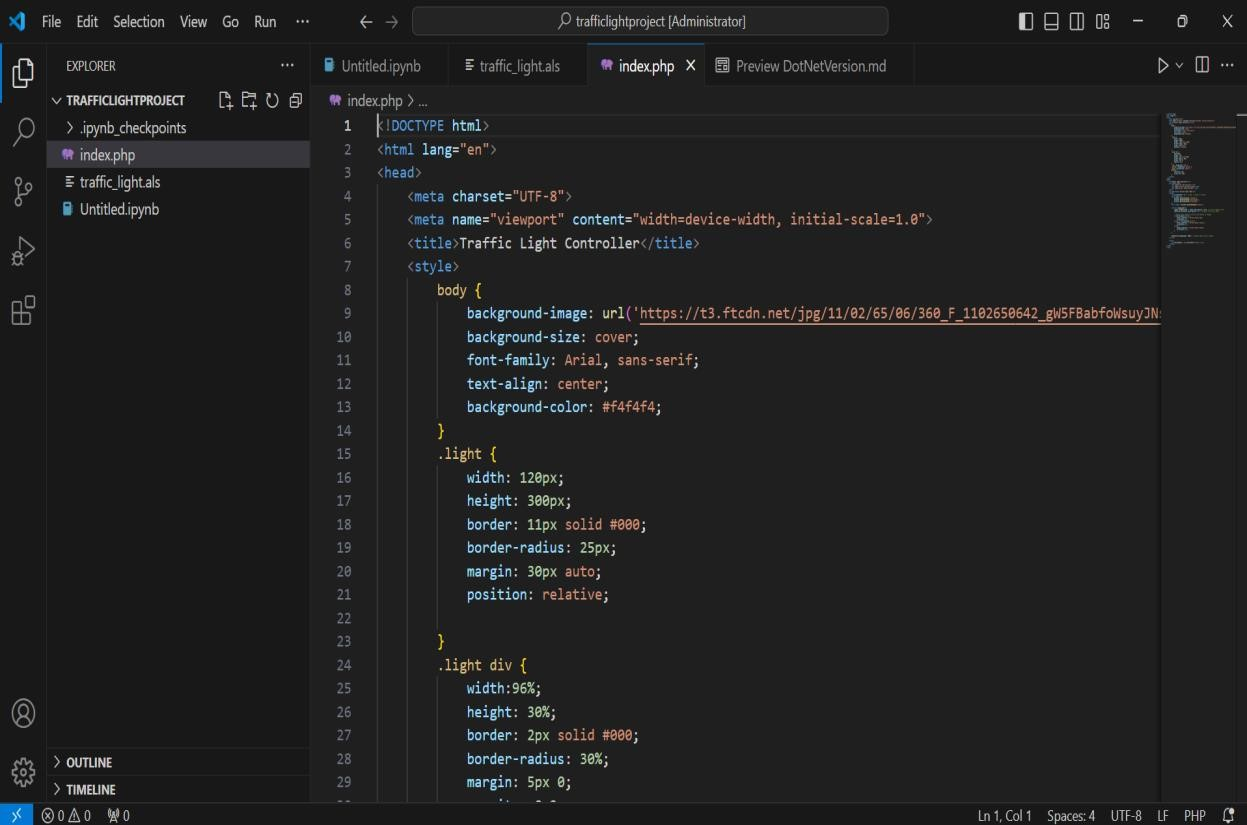 File Edit Selection View Go Run ···
trafficlightproject [Administrator]
EXPLORER
TRAFFICLIGHTPROJECT
.ipynb_checkpoints
index.php
traffic_light.als
Untitled.ipynb
OUTLINE
TIMELINE
Untitled.ipynb traffic_light.als index.php Preview DotNetVersion.md
index.php > ...
1 <!DOCTYPE html>
2 <html lang="en">
3 <head>
4 <meta charset="UTF-8">
5 <meta name="viewport" content="width=device-width, initial-scale=1.0">
6 <title>Traffic Light Controller</title>
7 <style>
8 body {
9 background-image: url('https://t3.ftcdn.net/jpg/11/02/65/06/360_F_1102650642_gW5FBabfoWsuyJN
10 background-size: cover;
11 font-family: Arial, sans-serif;
12 text-align: center;
13 background-color: #f4f4f4;
14 }
15 .light {
16 width: 120px;
17 height: 300px;
18 border: 11px solid #000;
19 border-radius: 25px;
20 margin: 30px auto;
21 position: relative;
22
23 }
24 .light div {
25 width:96%;
26 height: 30%;
27 border: 2px solid #000;
28 border-radius: 30%;
29 margin: 5px 0;
0 0 0 Ln 1, Col 1 Spaces: 4 UTF-8 LF PHP